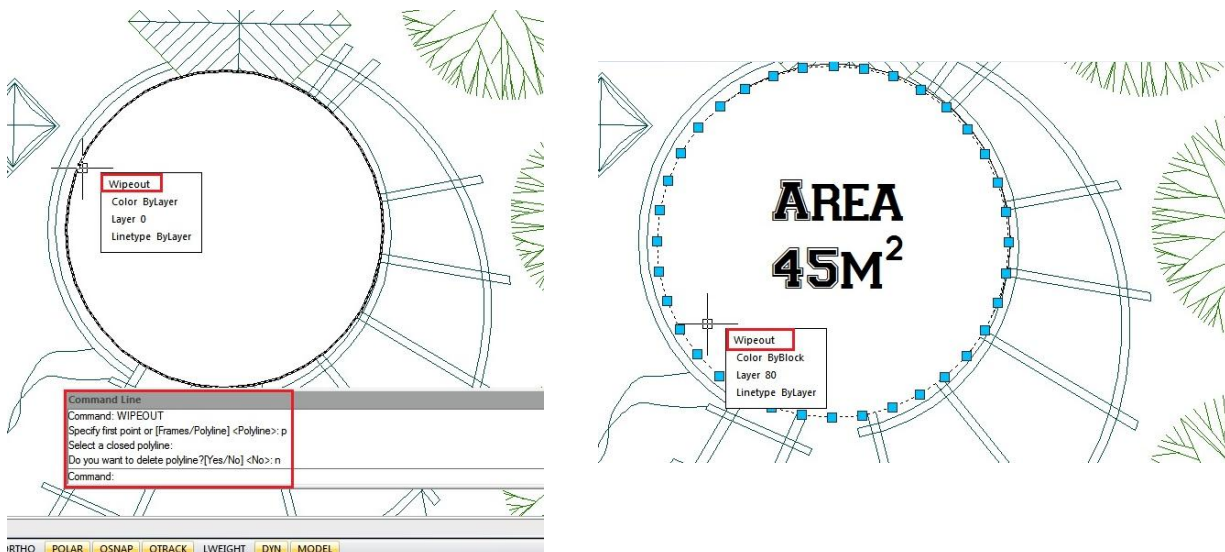 Wipeout
Color ByLayer
Layer 0
Linetype ByLayer
Command Line
Command: WIPEOUT
Specify first point or [Frames/Polyline] <Polyline>: p
Select a closed polyline:
Do you want to delete polyline?[Yes/No] <No>: n
Command:
ORTHO POLAR OSNAP OTRACK LWEIGHT DYN MODEL
AREA
45M²
Wipeout
Color ByBlock
Layer 80
Linetype ByLayer